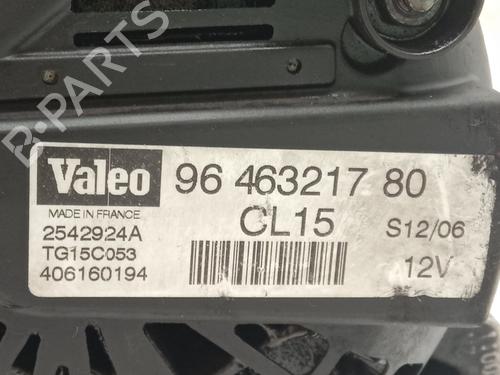 B-PARTS
Valeo
96 463217 80
MADE IN FRANCE
CL15
S12/06
2542924A
TG15C053
406160194
12V